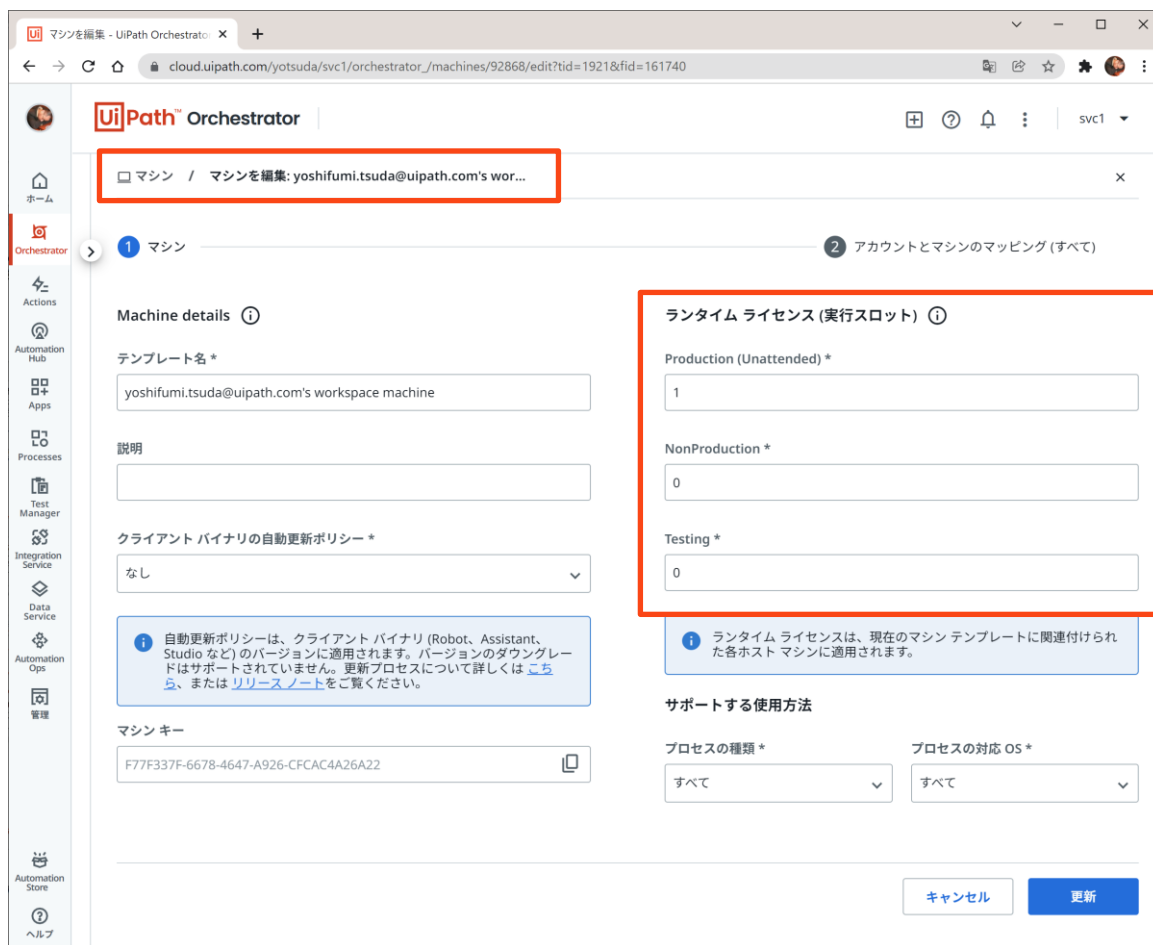 マシンを編集 - UiPath Orchestrato
cloud.uipath.com/yotsuda/svc1/orchestrator_/machines/92868/edit?tid=1921&fid=161740
UiPath™ Orchestrator
svc1
マシン / マシンを編集: yoshifumi.tsuda@uipath.com's wor...
ホーム
Orchestrator
Actions
Automation
Hub
Apps
Processes
Test
Manager
Integration
Service
Data
Service
Automation
Ops
管理
Automation
Store
ヘルプ
1 マシン
2 アカウントとマシンのマッピング (すべて)
Machine details
テンプレート名 *
yoshifumi.tsuda@uipath.com's workspace machine
説明
クライアント バイナリの自動更新ポリシー *
なし
自動更新ポリシーは、クライアント バイナリ (Robot、Assistant、
Studio など) のバージョンに適用されます。バージョンのダウングレー
ドはサポートされていません。更新プロセスについて詳しくは こち
ら、または リリース ノートをご覧ください。
マシン キー
F77F337F-6678-4647-A926-CFCAC4A26A22
ランタイム ライセンス (実行スロット)
Production (Unattended) *
1
NonProduction *
0
Testing *
0
ランタイム ライセンスは、現在のマシン テンプレートに関連付けられ
た各ホスト マシンに適用されます。
サポートする使用方法
プロセスの種類 *
すべて
プロセスの対応 OS *
すべて
キャンセル
更新